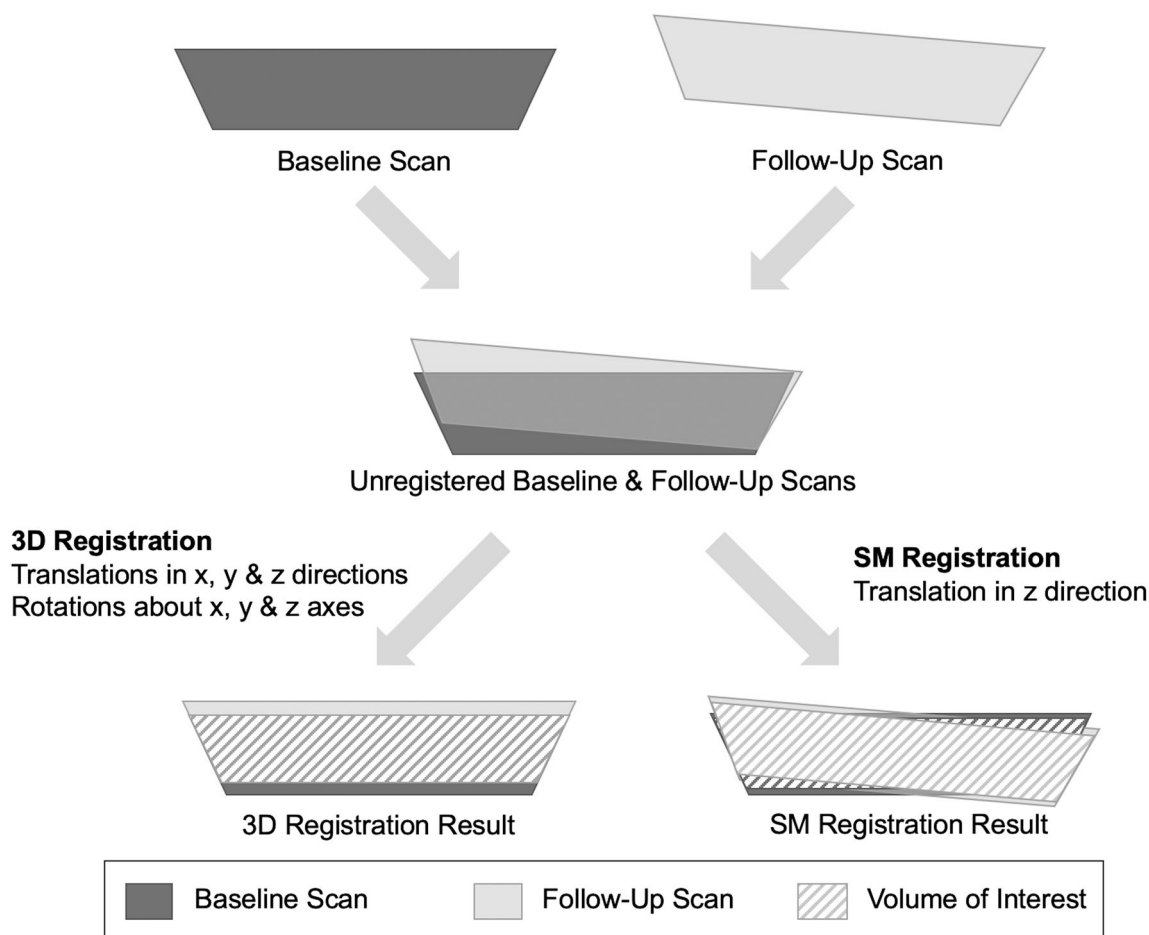 Baseline Scan
Follow-Up Scan
Unregistered Baseline & Follow-Up Scans
3D Registration
Translations in x, y & z directions
Rotations about x, y & z axes
SM Registration
Translation in z direction
3D Registration Result
SM Registration Result
Baseline Scan
Follow-Up Scan
Volume of Interest